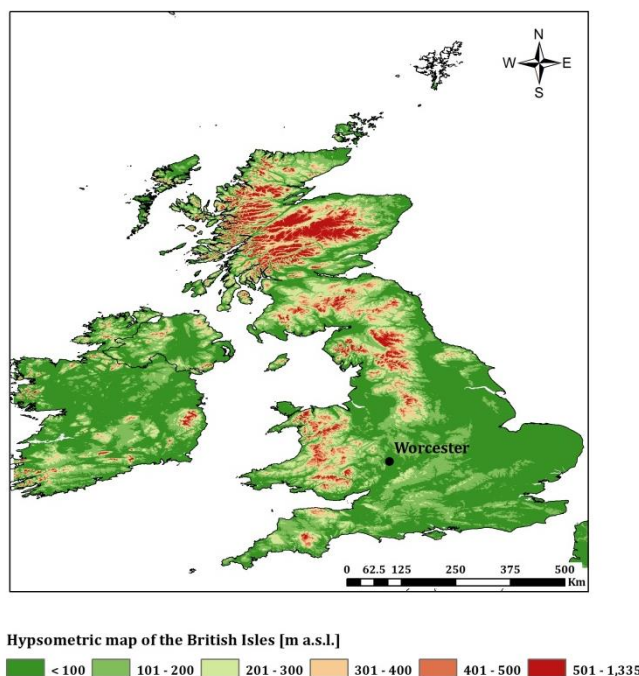 N
W E
S
Worcester
0 62.5 125 250 375 500
Km
Hypsometric map of the British Isles [m a.s.l.]
< 100 101 - 200 201 - 300 301 - 400 401 - 500 501 - 1,335